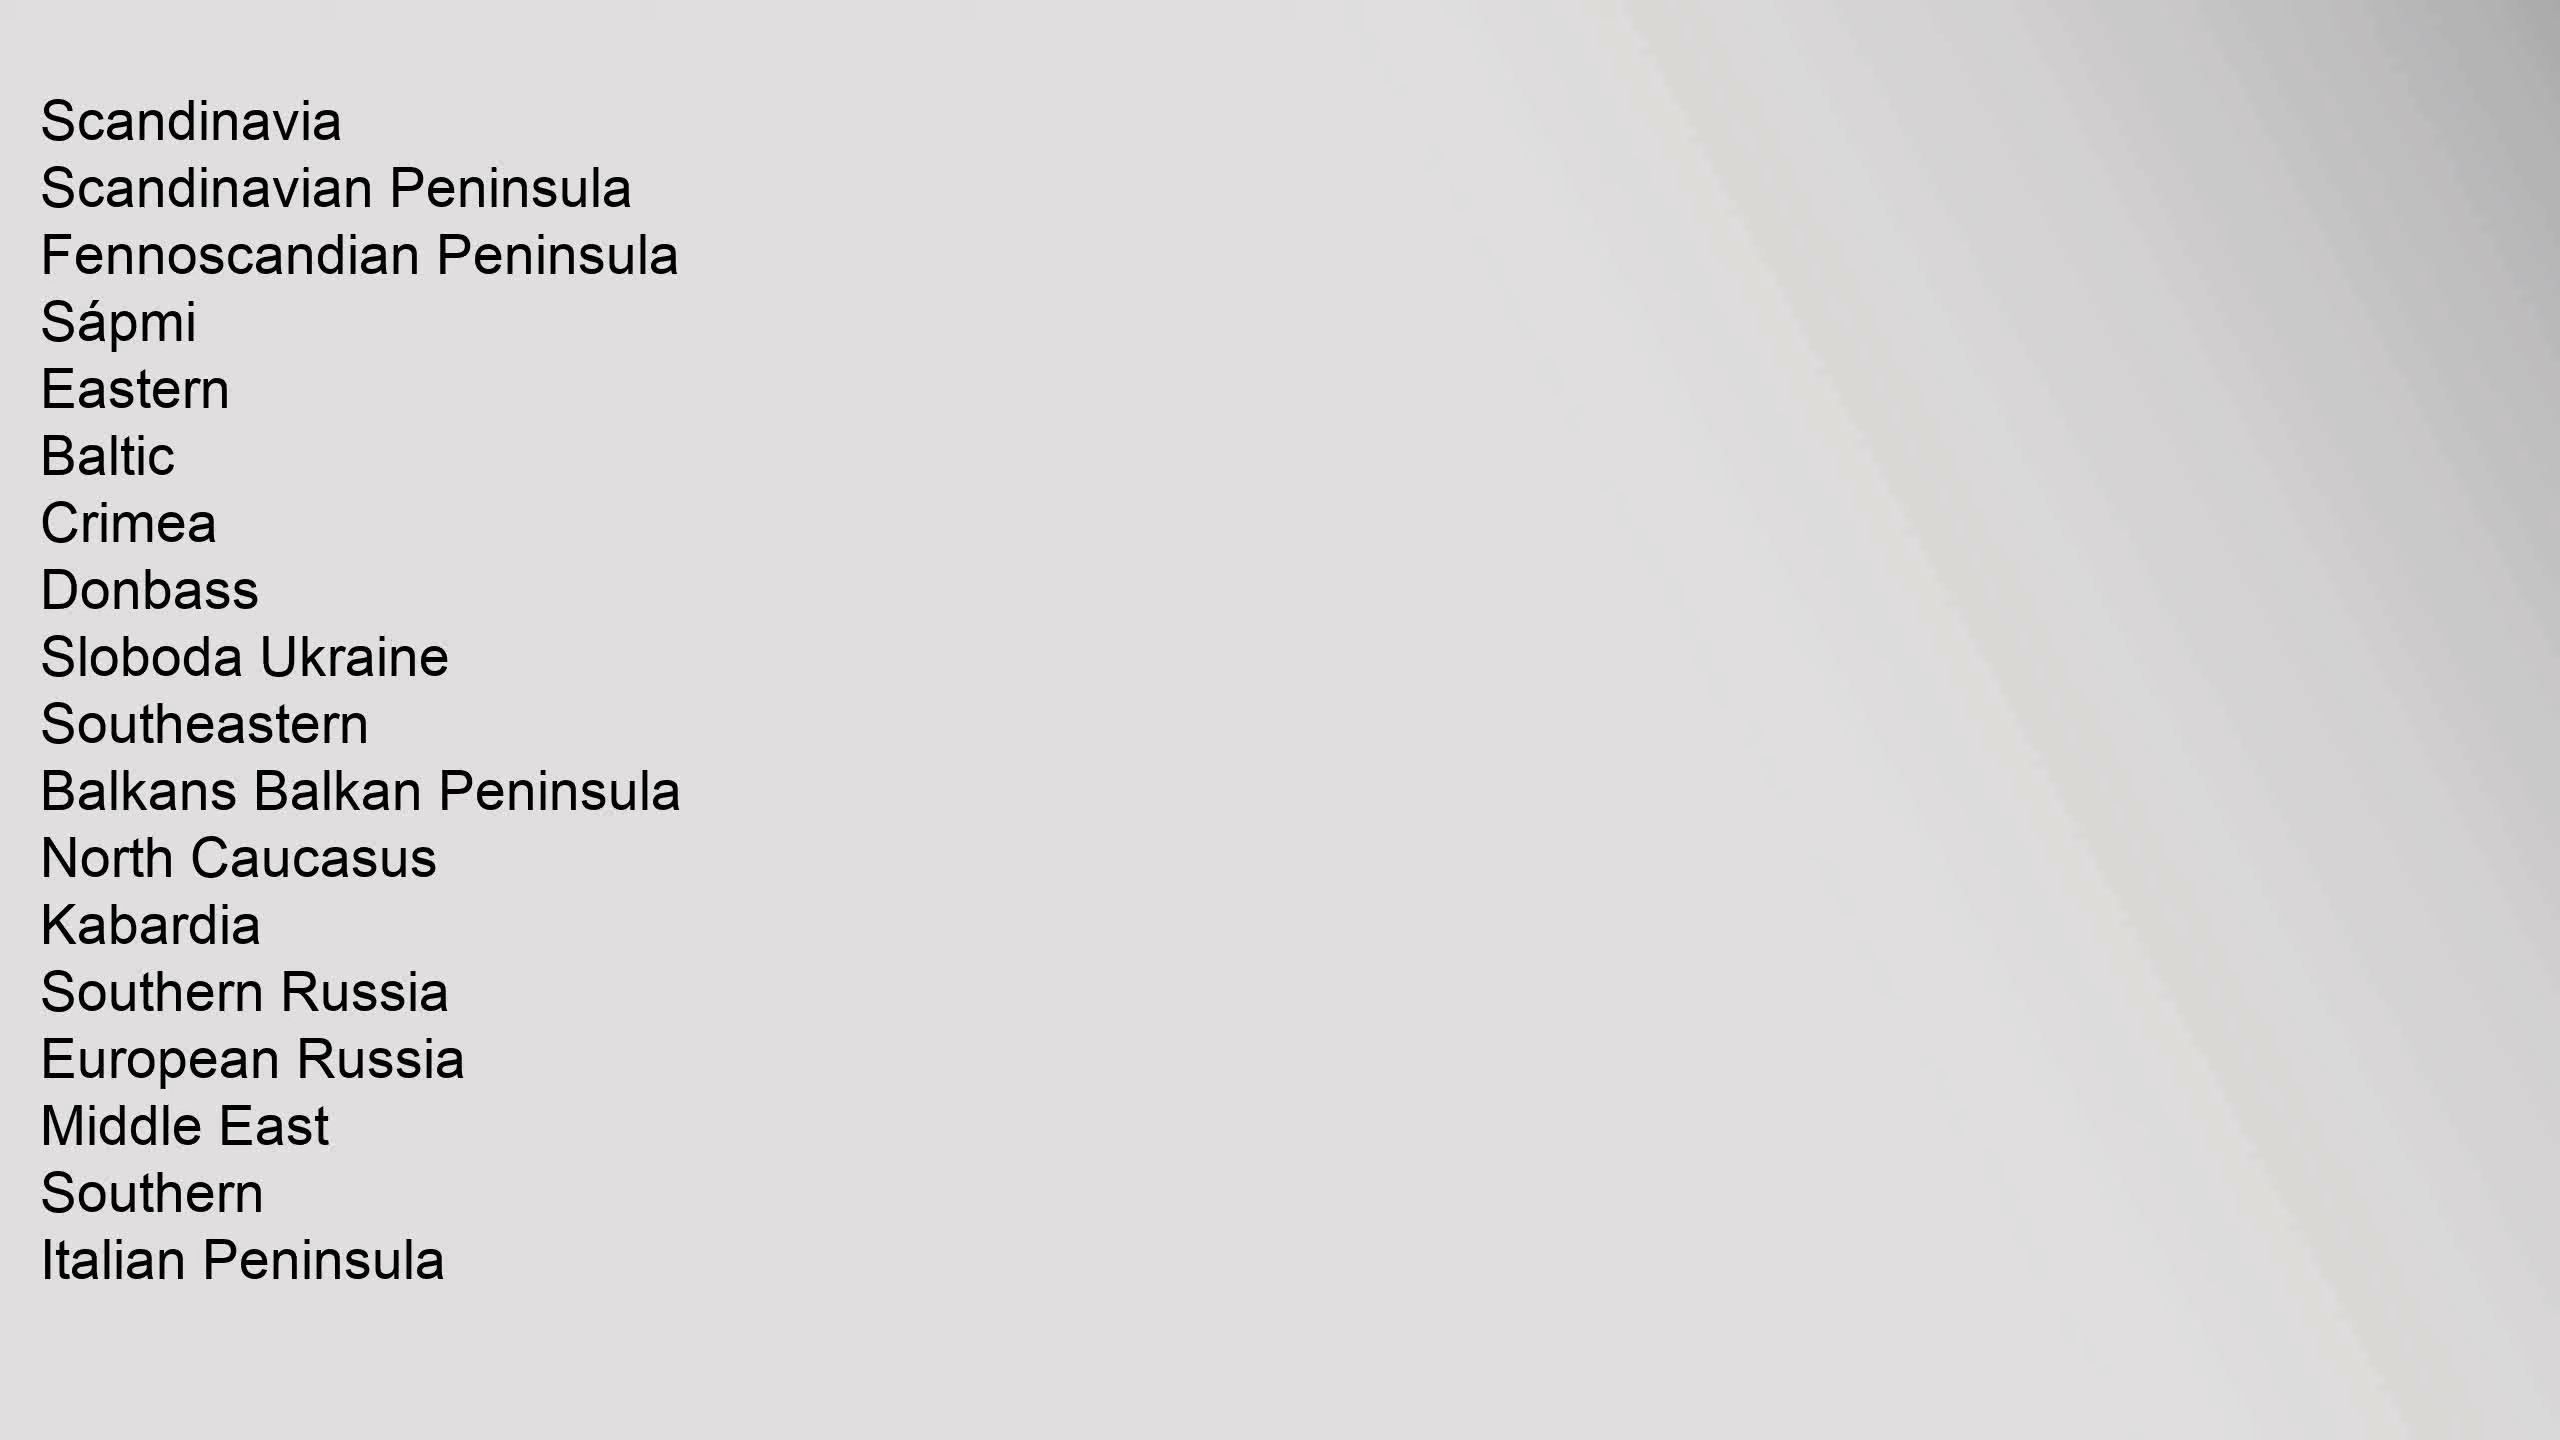 Scandinavia
Scandinavian Peninsula
Fennoscandian Peninsula
Sápmi
Eastern
Baltic
Crimea
Donbass
Sloboda Ukraine
Southeastern
Balkans Balkan Peninsula
North Caucasus
Kabardia
Southern Russia
European Russia
Middle East
Southern
Italian Peninsula